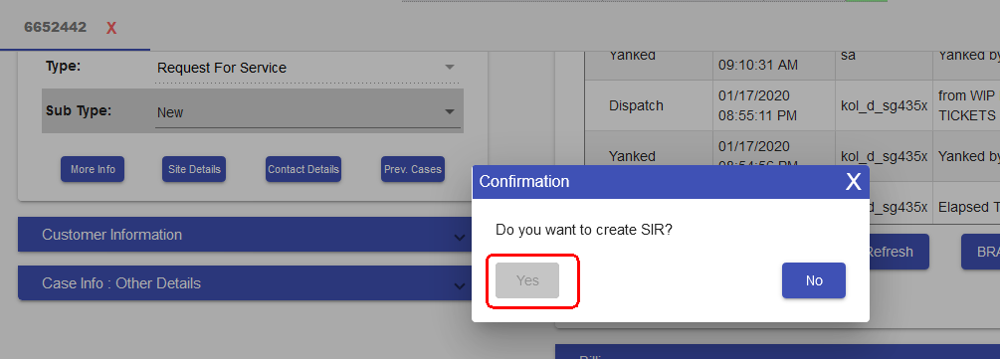 6652442 X
Type: Request For Service
Sub Type: New
More Info Site Details Contact Details Prev. Cases
Customer Information
Case Info : Other Details
Yanked 09:10:31 AM sa Yanked by
Dispatch 01/17/2020 kol_d_sg435x from WIP
08:55:11 PM TICKETS
Yanked 01/17/2020 kol_d_sg435x Yanked by
08:54:56 PM
d_sg435x Elapsed T
Refresh BRA
Confirmation X
Do you want to create SIR?
Yes No